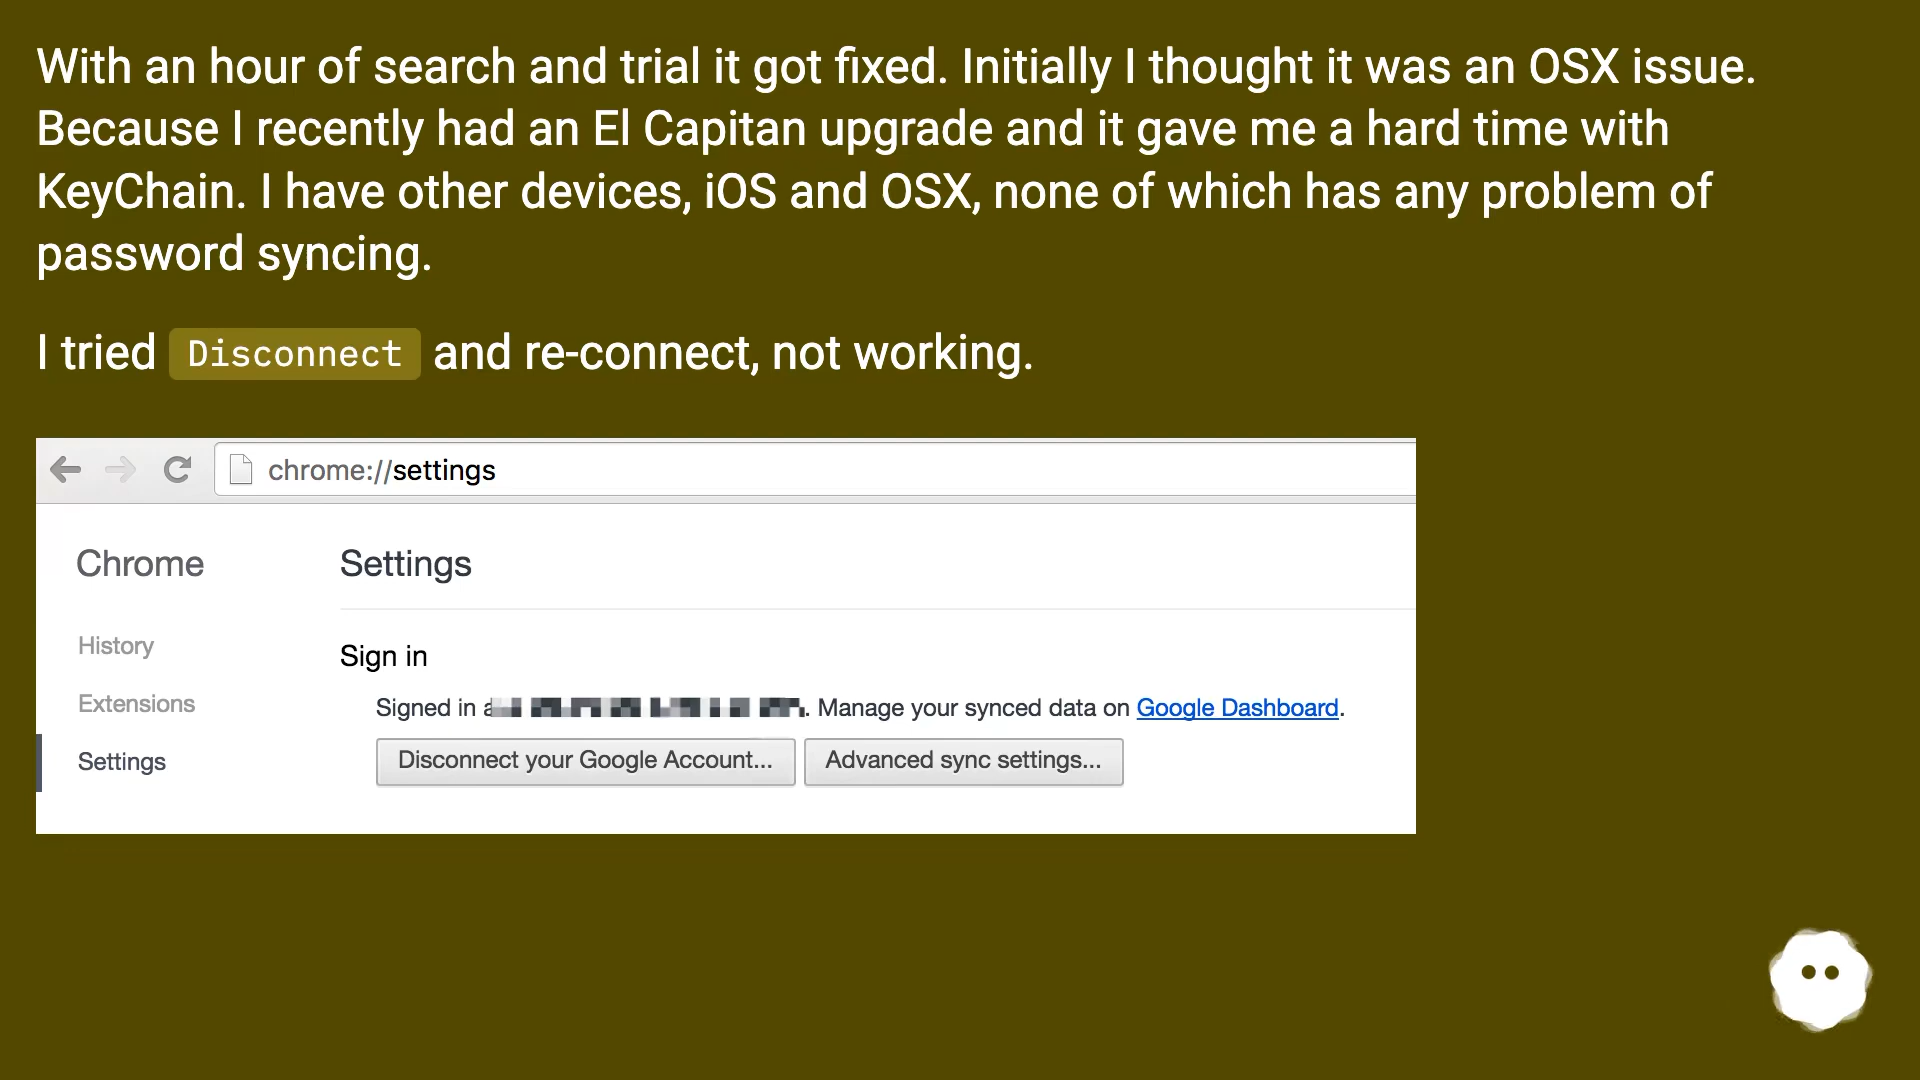 With an hour of search and trial it got fixed. Initially I thought it was an OSX issue.
Because I recently had an El Capitan upgrade and it gave me a hard time with
KeyChain. I have other devices, iOS and OSX, none of which has any problem of
password syncing.
I tried Disconnect and re-connect, not working.
chrome://settings
Chrome
Settings
History
Sign in
Extensions
Signed in . Manage your synced data on Google Dashboard.
Settings
Disconnect your Google Account... Advanced sync settings...